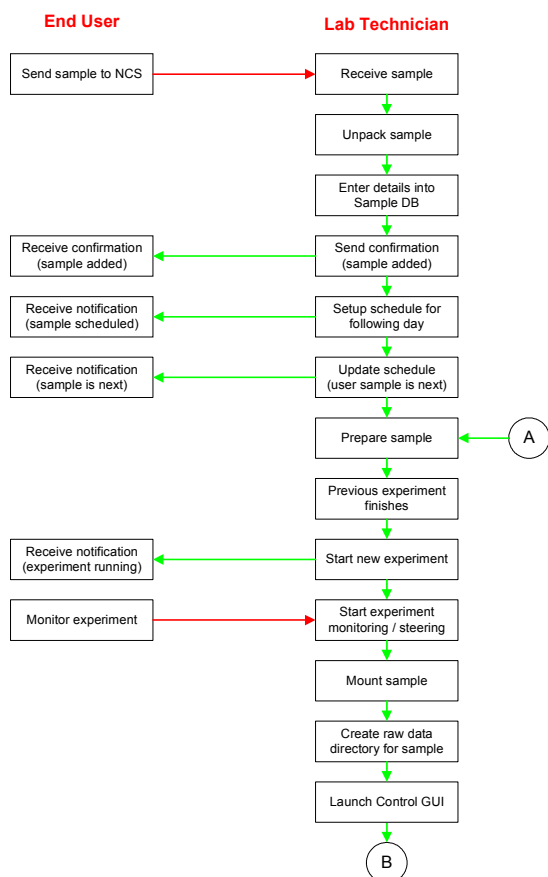 End User
Lab Technician
Send sample to NCS
Receive sample
Unpack sample
Enter details into
Sample DB
Receive confirmation
(sample added)
Send confirmation
(sample added)
Receive notification
(sample scheduled)
Setup schedule for
following day
Receive notification
(sample is next)
Update schedule
(user sample is next)
Prepare sample
A
Previous experiment
finishes
Receive notification
(experiment running)
Start new experiment
Monitor experiment
Start experiment
monitoring / steering
Mount sample
Create raw data
directory for sample
Launch Control GUI
B